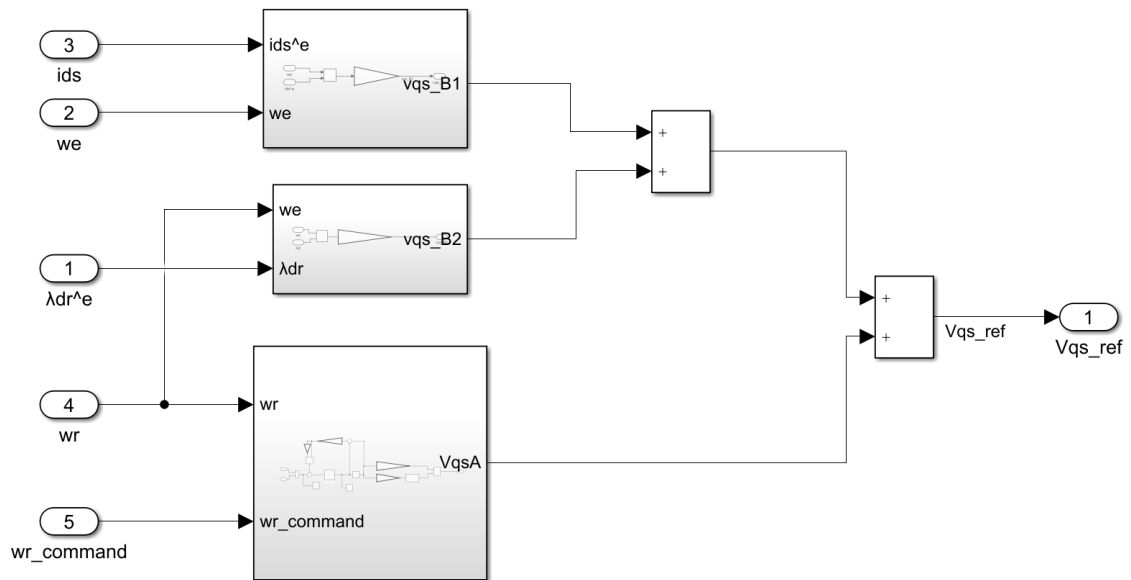 3
ids
2
we
ids^e
we
vqs_B1
+
+
we
λdr
vqs_B2
1
λdr^e
+
+
Vqs_ref
1
Vqs_ref
4
wr
wr
VqsA
wr_command
5
wr_command